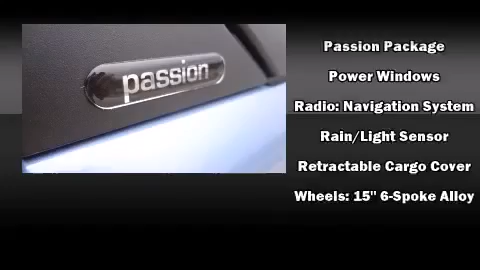 passion
Passion Package
Power Windows
Radio: Navigation System
Rain/Light Sensor
Retractable Cargo Cover
Wheels: 15" 6-Spoke Alloy